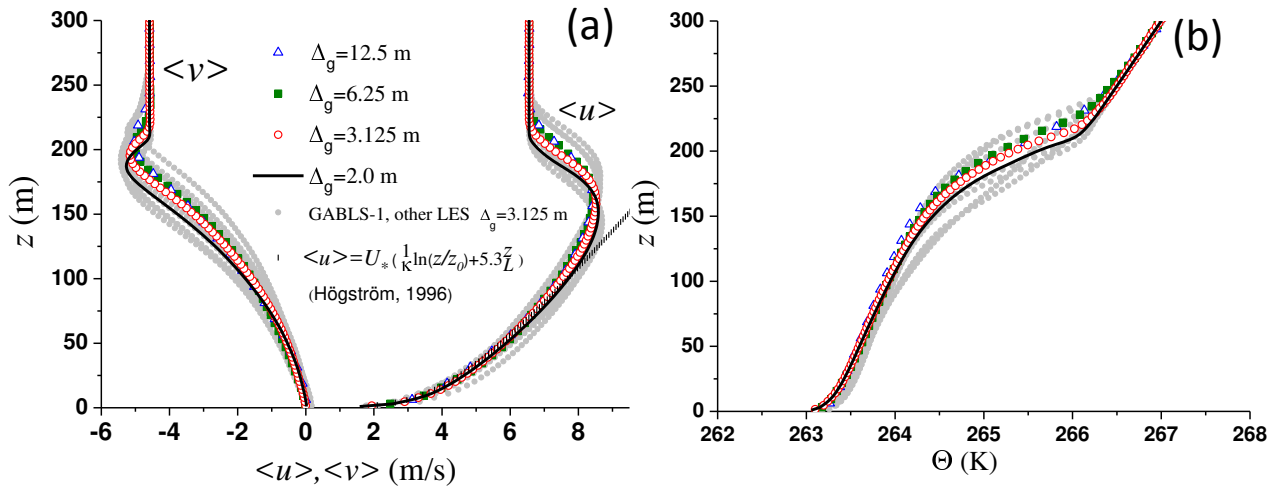 (a)
<v>
<u>
Δg=12.5 m
Δg=6.25 m
Δg=3.125 m
Δg=2.0 m
GABLS-1, other LES Δg=3.125 m
<u>=U*(1/κ ln(z/z0)+5.3 z/L)
(Högström, 1996)
300
250
200
150
100
50
0
z (m)
-6 -4 -2 0 2 4 6 8
<u>,<v> (m/s)
(b)
300
250
200
150
100
50
0
z (m)
262 263 264 265 266 267 268
Θ (K)